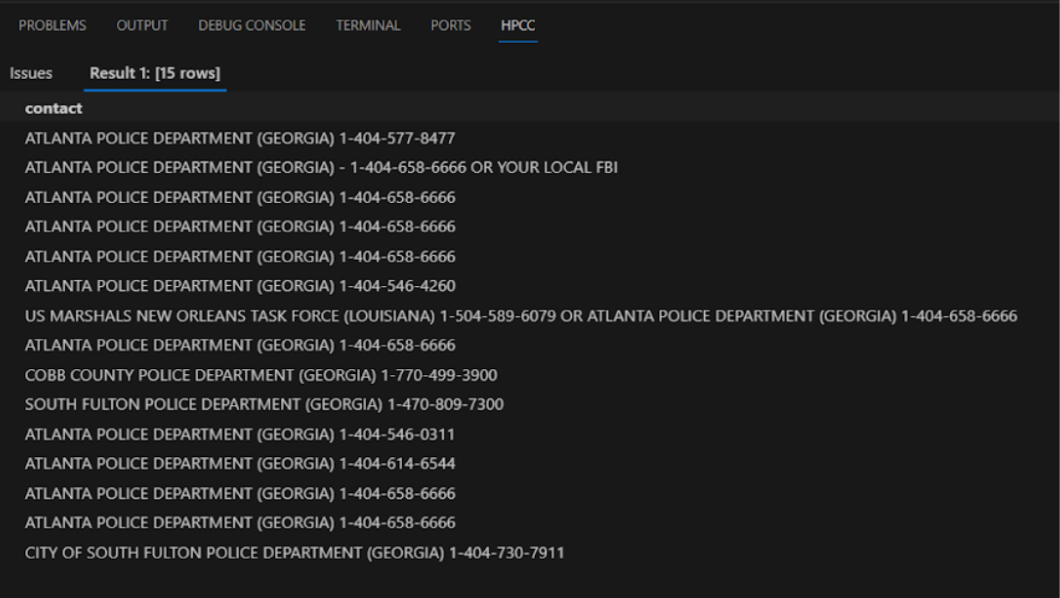 PROBLEMS OUTPUT DEBUG CONSOLE TERMINAL PORTS HPCC
Issues Result 1: [15 rows]
contact
ATLANTA POLICE DEPARTMENT (GEORGIA) 1-404-577-8477
ATLANTA POLICE DEPARTMENT (GEORGIA) - 1-404-658-6666 OR YOUR LOCAL FBI
ATLANTA POLICE DEPARTMENT (GEORGIA) 1-404-658-6666
ATLANTA POLICE DEPARTMENT (GEORGIA) 1-404-658-6666
ATLANTA POLICE DEPARTMENT (GEORGIA) 1-404-658-6666
ATLANTA POLICE DEPARTMENT (GEORGIA) 1-404-546-4260
US MARSHALS NEW ORLEANS TASK FORCE (LOUISIANA) 1-504-589-6079 OR ATLANTA POLICE DEPARTMENT (GEORGIA) 1-404-658-6666
ATLANTA POLICE DEPARTMENT (GEORGIA) 1-404-658-6666
COBB COUNTY POLICE DEPARTMENT (GEORGIA) 1-770-499-3900
SOUTH FULTON POLICE DEPARTMENT (GEORGIA) 1-470-809-7300
ATLANTA POLICE DEPARTMENT (GEORGIA) 1-404-546-0311
ATLANTA POLICE DEPARTMENT (GEORGIA) 1-404-614-6544
ATLANTA POLICE DEPARTMENT (GEORGIA) 1-404-658-6666
ATLANTA POLICE DEPARTMENT (GEORGIA) 1-404-658-6666
CITY OF SOUTH FULTON POLICE DEPARTMENT (GEORGIA) 1-404-730-7911